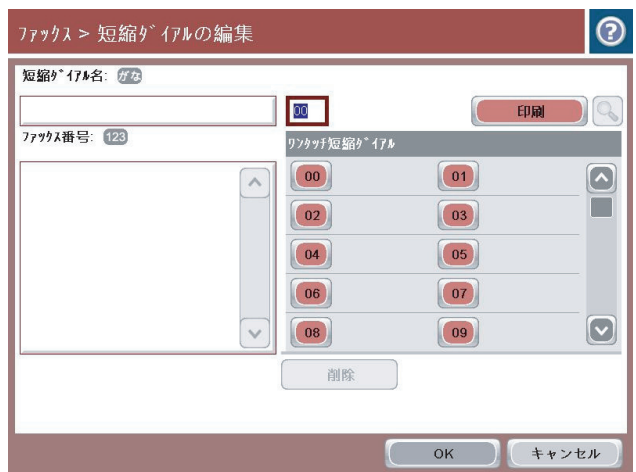 ﾌｧｯｸｽ > 短縮ﾀﾞｲｱﾙの編集
?
短縮ﾀﾞｲｱﾙ名: がな
00
印刷
ﾌｧｯｸｽ番号: 123
ﾜﾝﾀｯﾁ短縮ﾀﾞｲｱﾙ
00 01
02 03
04 05
06 07
08 09
削除
OK キャンセル